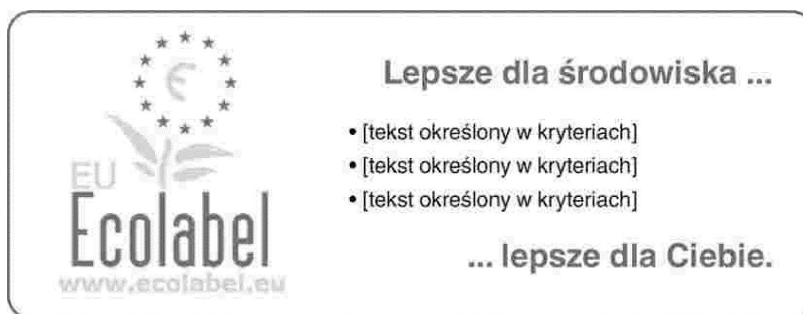 EU
Ecolabel
www.ecolabel.eu
Lepsze dla środowiska ...
• [tekst określony w kryteriach]
• [tekst określony w kryteriach]
• [tekst określony w kryteriach]
... lepsze dla Ciebie.